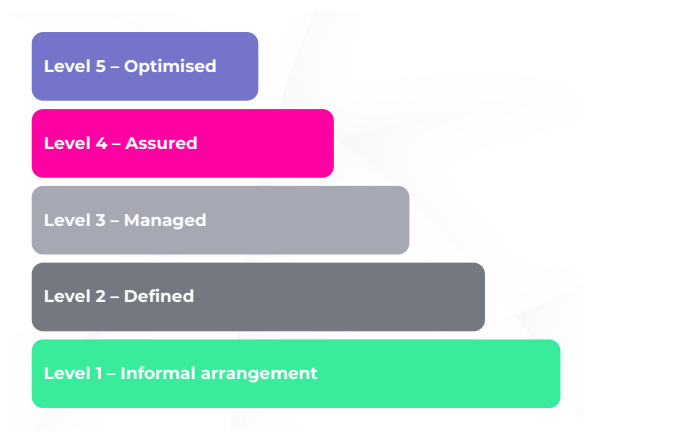 Level 5 – Optimised
Level 4 – Assured
Level 3 – Managed
Level 2 – Defined
Level 1 – Informal arrangement